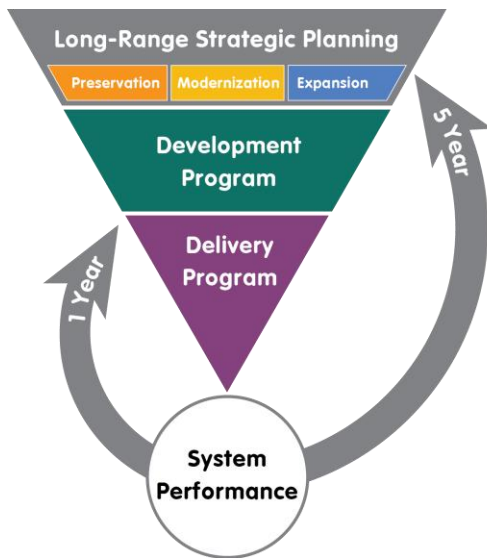 Long-Range Strategic Planning
Preservation
Modernization
Expansion
Development
Program
Delivery
Program
1 Year
5 Year
System
Performance